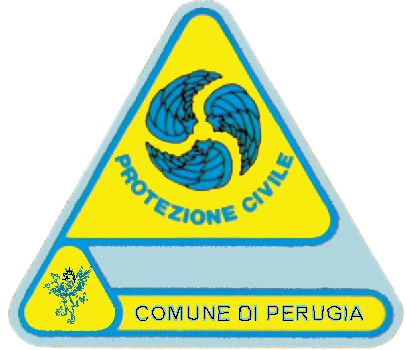 PROTEZIONE CIVILE
COMUNE DI PERUGIA